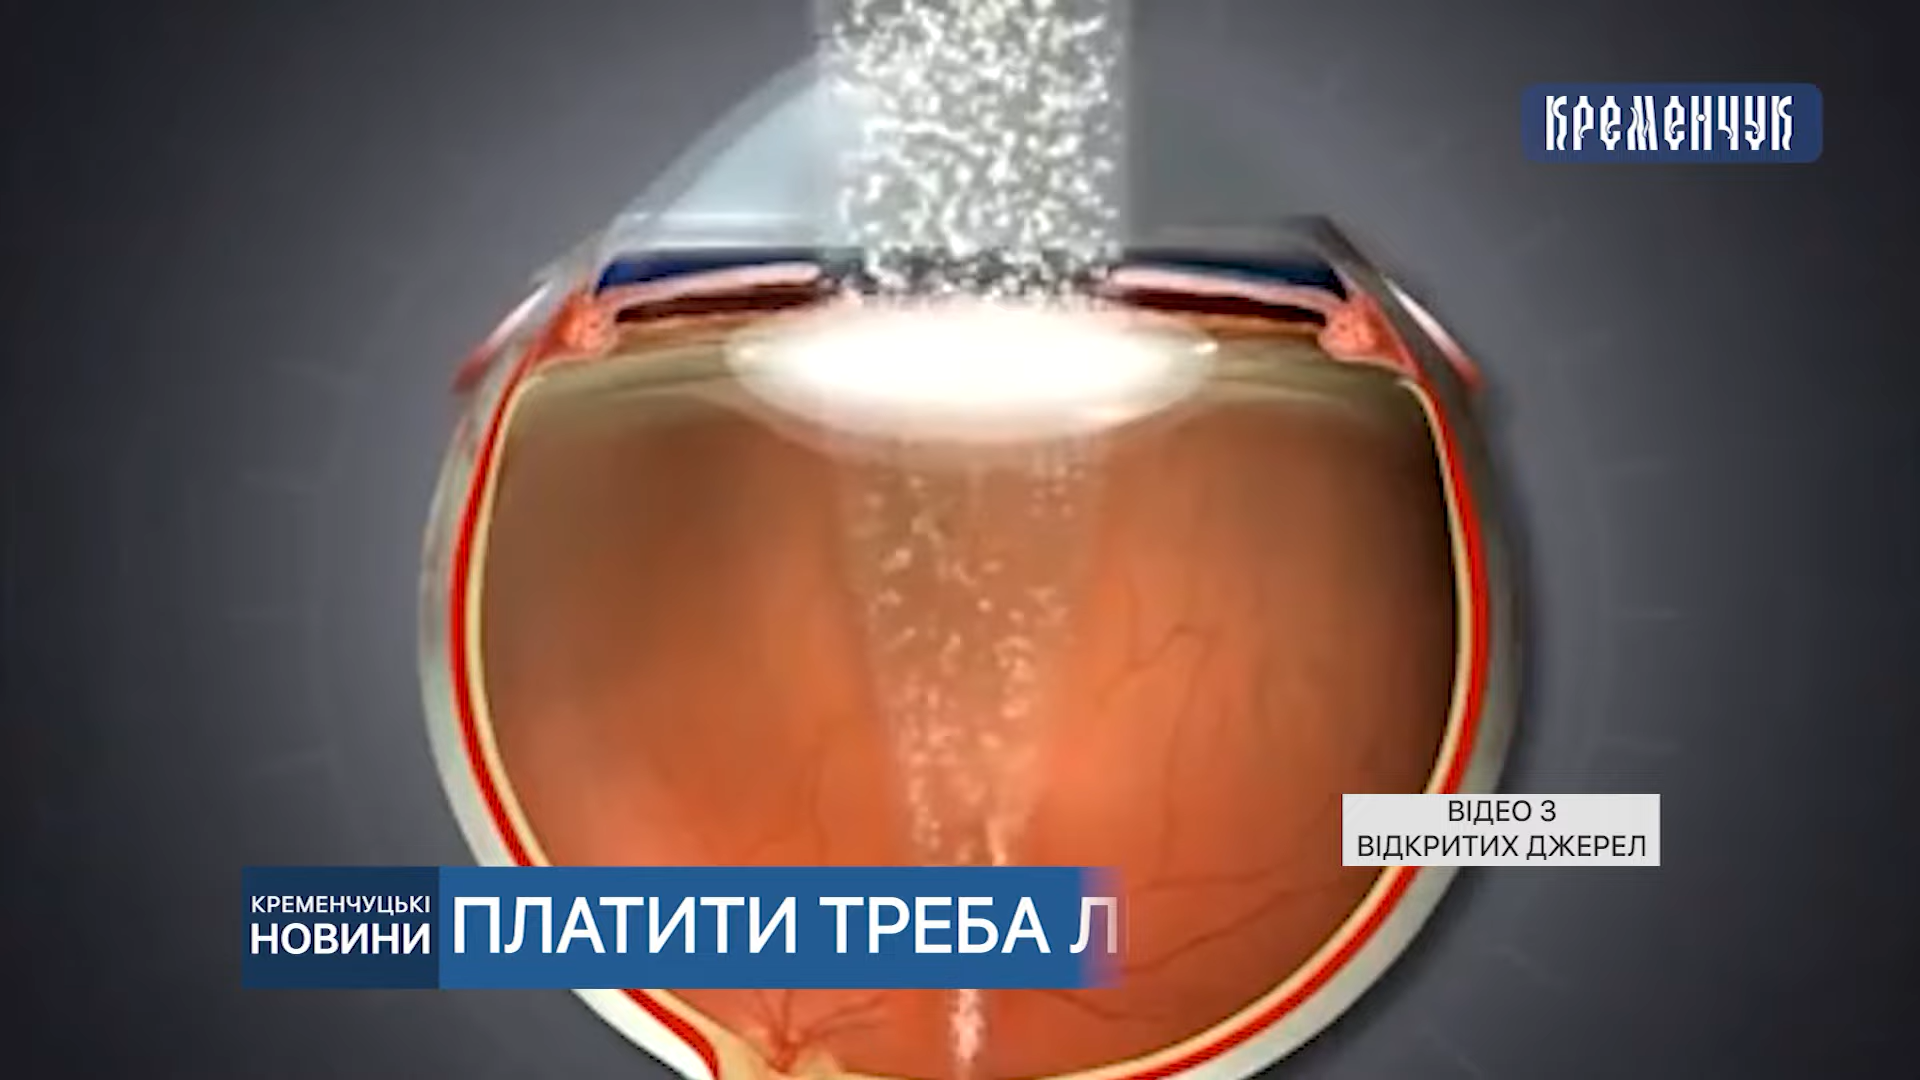 КРЕМЕНЧУК
ВІДЕО З
ВІДКРИТИХ ДЖЕРЕЛ
КРЕМЕНЧУЦЬКІ
НОВИНИ
ПЛАТИТИ ТРЕБА Л